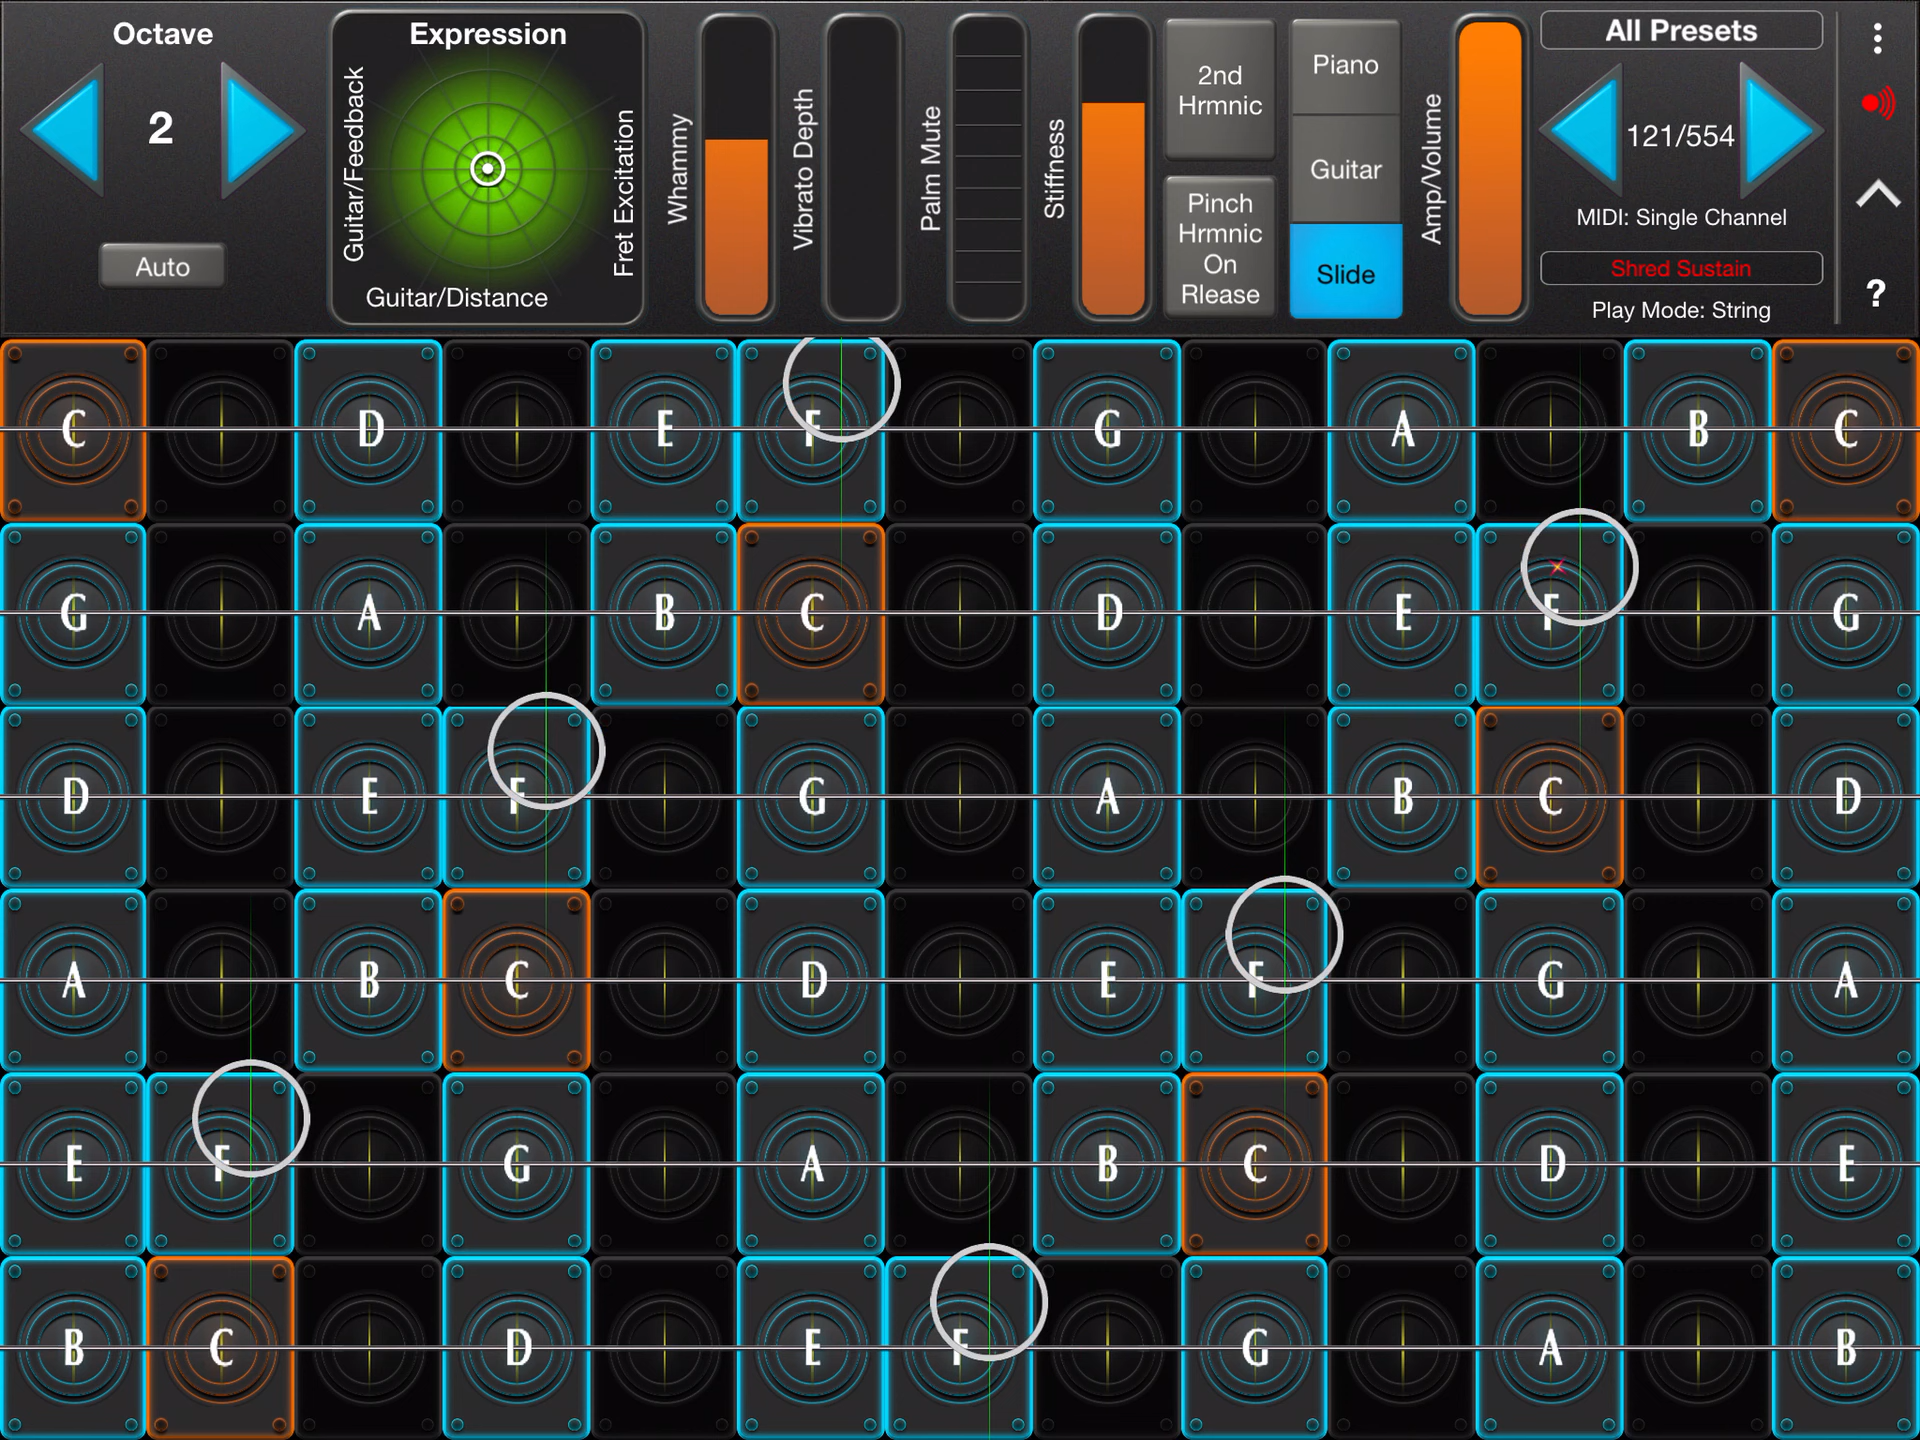 Octave
2
Auto
Expression
Guitar/Feedback
Fret Excitation
Guitar/Distance
Whammy
Vibrato Depth
Palm Mute
Stiffness
2nd
Hrmnic
Pinch
Hrmnic
On
Rlease
Piano
Guitar
Slide
Amp/Volume
All Presets
121/554
MIDI: Single Channel
Shred Sustain
Play Mode: String
?
C D E F G A B C
G A B C D E F G
D E F G A B C D
A B C D E F G A
E F G A B C D E
B C D E F G A B